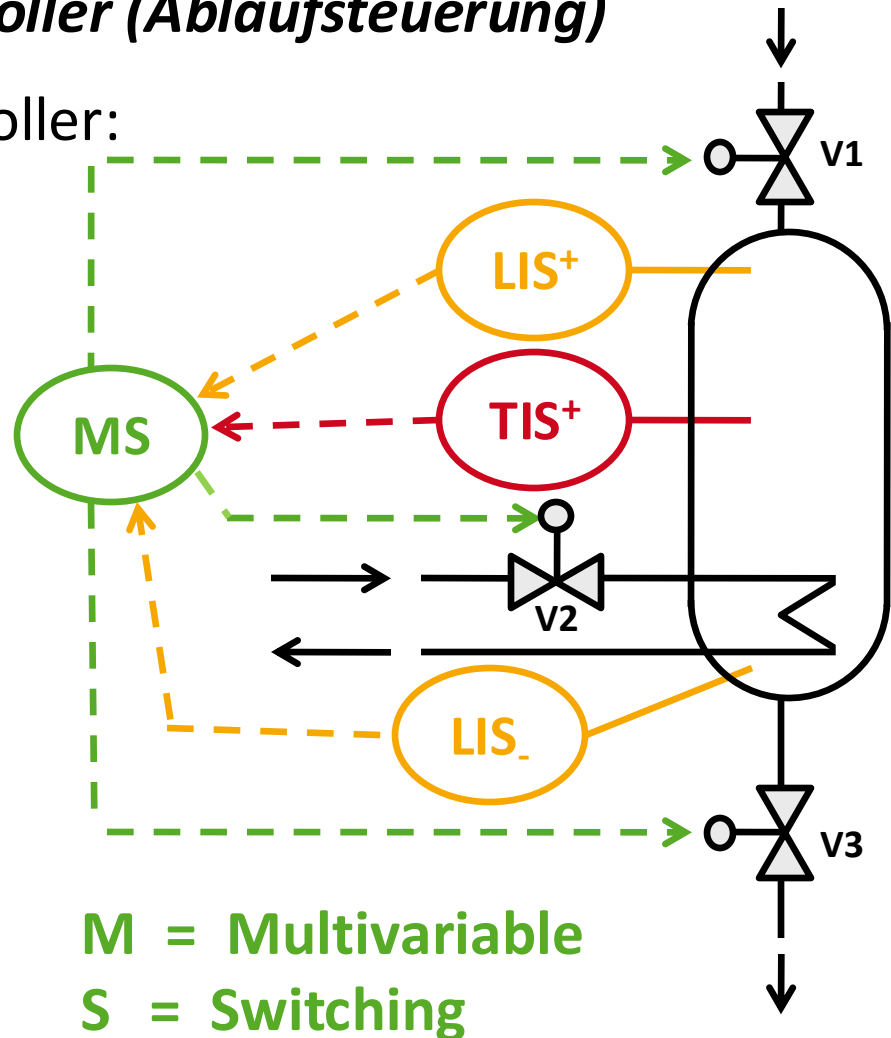 oller (Ablaufsteuerung)
oller:
V1
LIS+
TIS+
MS
V2
LIS-
V3
M = Multivariable
S = Switching